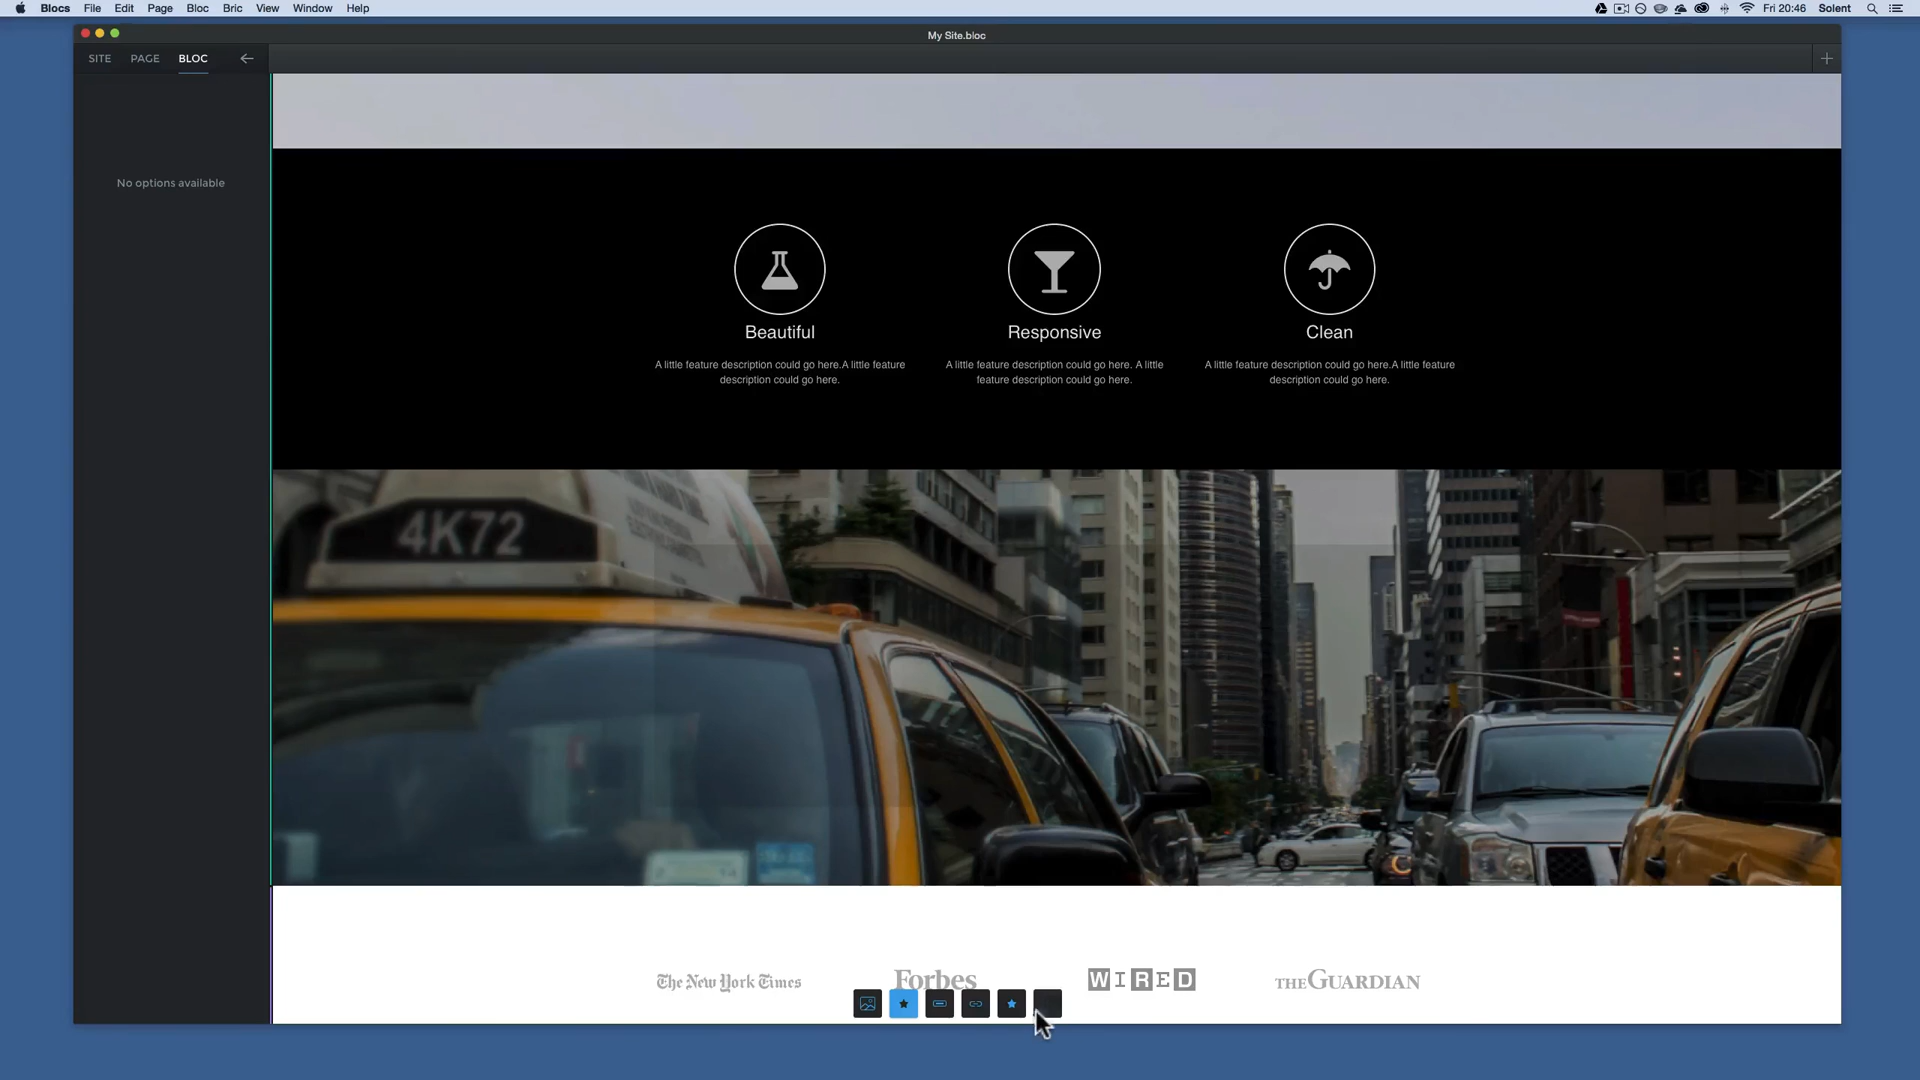 Blocs File Edit Page Bloc Bric View Window Help Fri 20:46 Solent
My Site.bloc
SITE PAGE BLOC
No options available
Beautiful Responsive Clean
A little feature description could go here.A little feature A little feature description could go here. A little A little feature description could go here.A little feature
description could go here. feature description could go here. description could go here.
4K72
The New York Times Forbes WIRED THE GUARDIAN